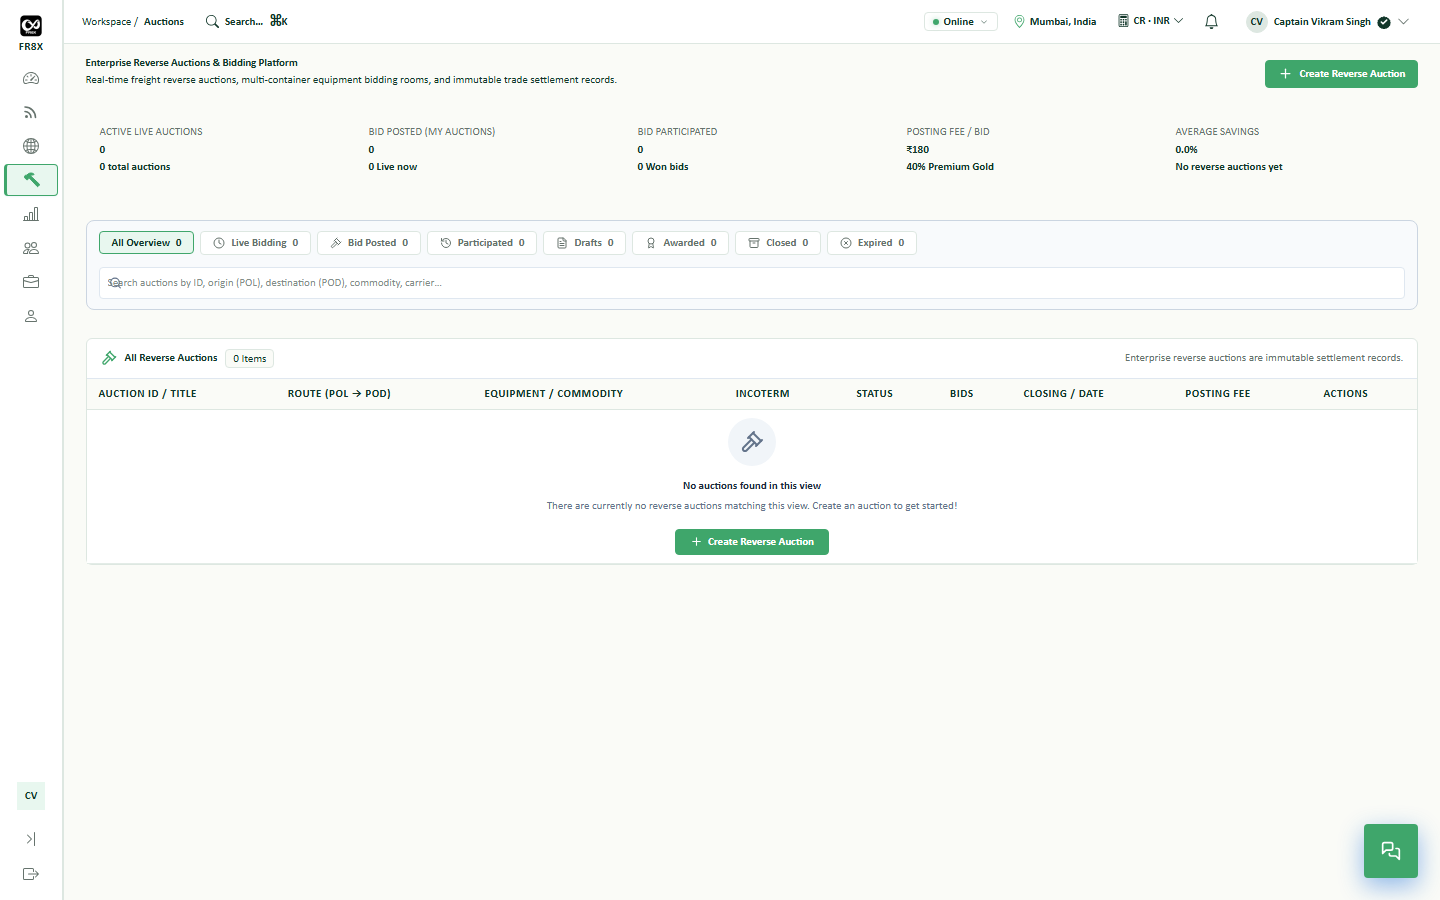 FR8X
Workspace / Auctions
Search... ⌘K
Online
Mumbai, India
CR · INR
CV Captain Vikram Singh
Enterprise Reverse Auctions & Bidding Platform
Real-time freight reverse auctions, multi-container equipment bidding rooms, and immutable trade settlement records.
+ Create Reverse Auction
ACTIVE LIVE AUCTIONS
0
0 total auctions
BID POSTED (MY AUCTIONS)
0
0 Live now
BID PARTICIPATED
0
0 Won bids
POSTING FEE / BID
₹180
40% Premium Gold
AVERAGE SAVINGS
0.0%
No reverse auctions yet
All Overview 0
Live Bidding 0
Bid Posted 0
Participated 0
Drafts 0
Awarded 0
Closed 0
Expired 0
Search auctions by ID, origin (POL), destination (POD), commodity, carrier...
All Reverse Auctions 0 Items
Enterprise reverse auctions are immutable settlement records.
AUCTION ID / TITLE ROUTE (POL → POD) EQUIPMENT / COMMODITY INCOTERM STATUS BIDS CLOSING / DATE POSTING FEE ACTIONS
No auctions found in this view
There are currently no reverse auctions matching this view. Create an auction to get started!
+ Create Reverse Auction
CV